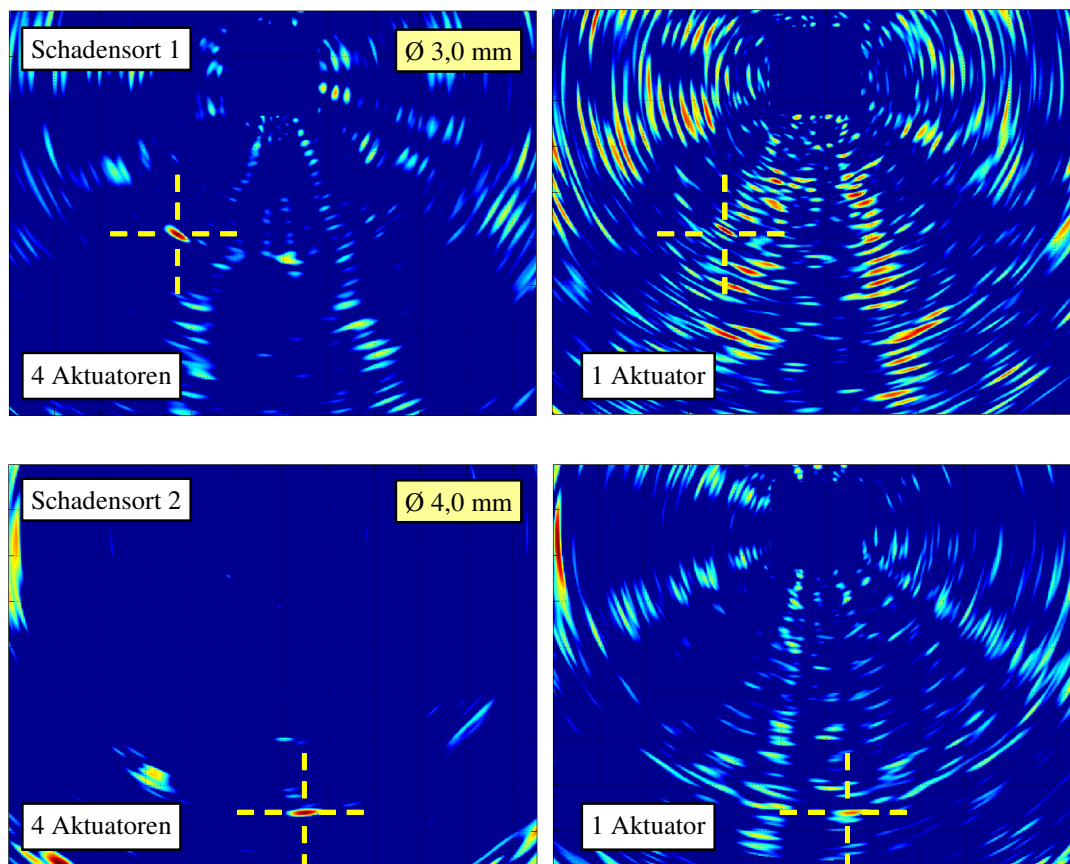 Schadensort 1
Ø 3,0 mm
4 Aktuatoren
1 Aktuator
Schadensort 2
Ø 4,0 mm
4 Aktuatoren
1 Aktuator